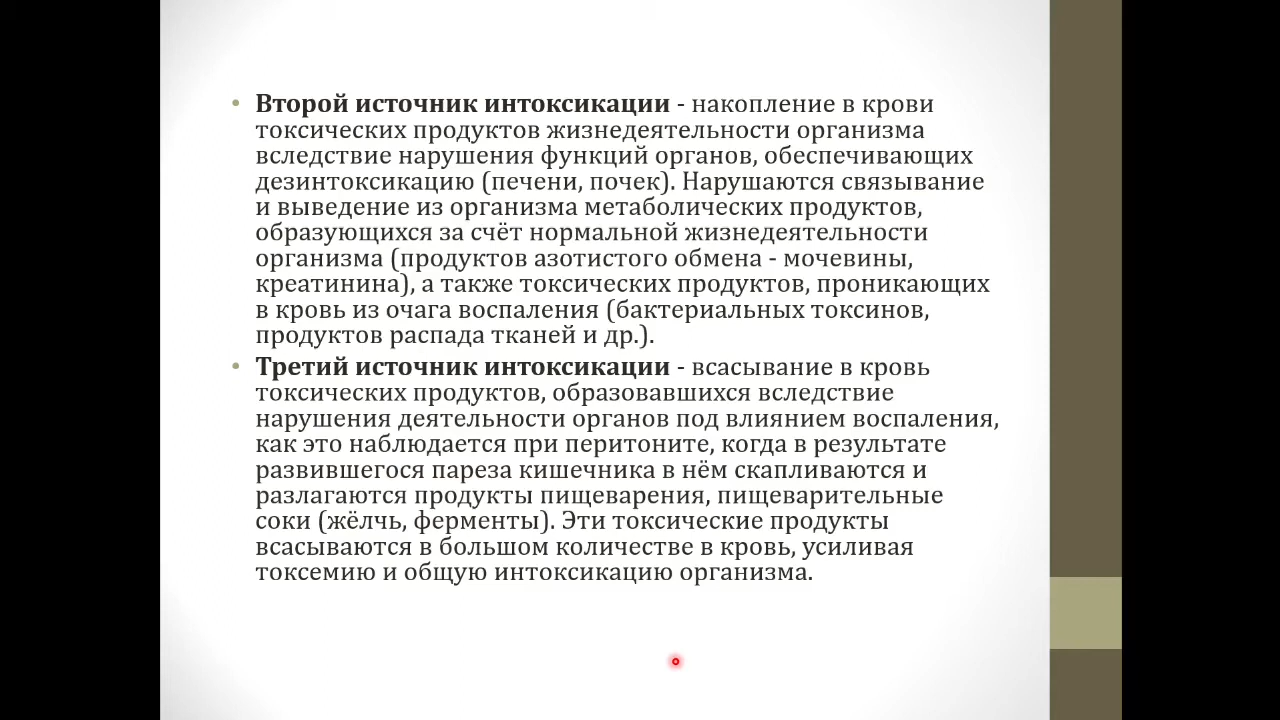 • Второй источник интоксикации - накопление в крови
токсических продуктов жизнедеятельности организма
вследствие нарушения функций органов, обеспечивающих
дезинтоксикацию (печени, почек). Нарушаются связывание
и выведение из организма метаболических продуктов,
образующихся за счёт нормальной жизнедеятельности
организма (продуктов азотистого обмена - мочевины,
креатинина), а также токсических продуктов, проникающих
в кровь из очага воспаления (бактериальных токсинов,
продуктов распада тканей и др.).
• Третий источник интоксикации - всасывание в кровь
токсических продуктов, образовавшихся вследствие
нарушения деятельности органов под влиянием воспаления,
как это наблюдается при перитоните, когда в результате
развившегося пареза кишечника в нём скапливаются и
разлагаются продукты пищеварения, пищеварительные
соки (жёлчь, ферменты). Эти токсические продукты
всасываются в большом количестве в кровь, усиливая
токсемию и общую интоксикацию организма.